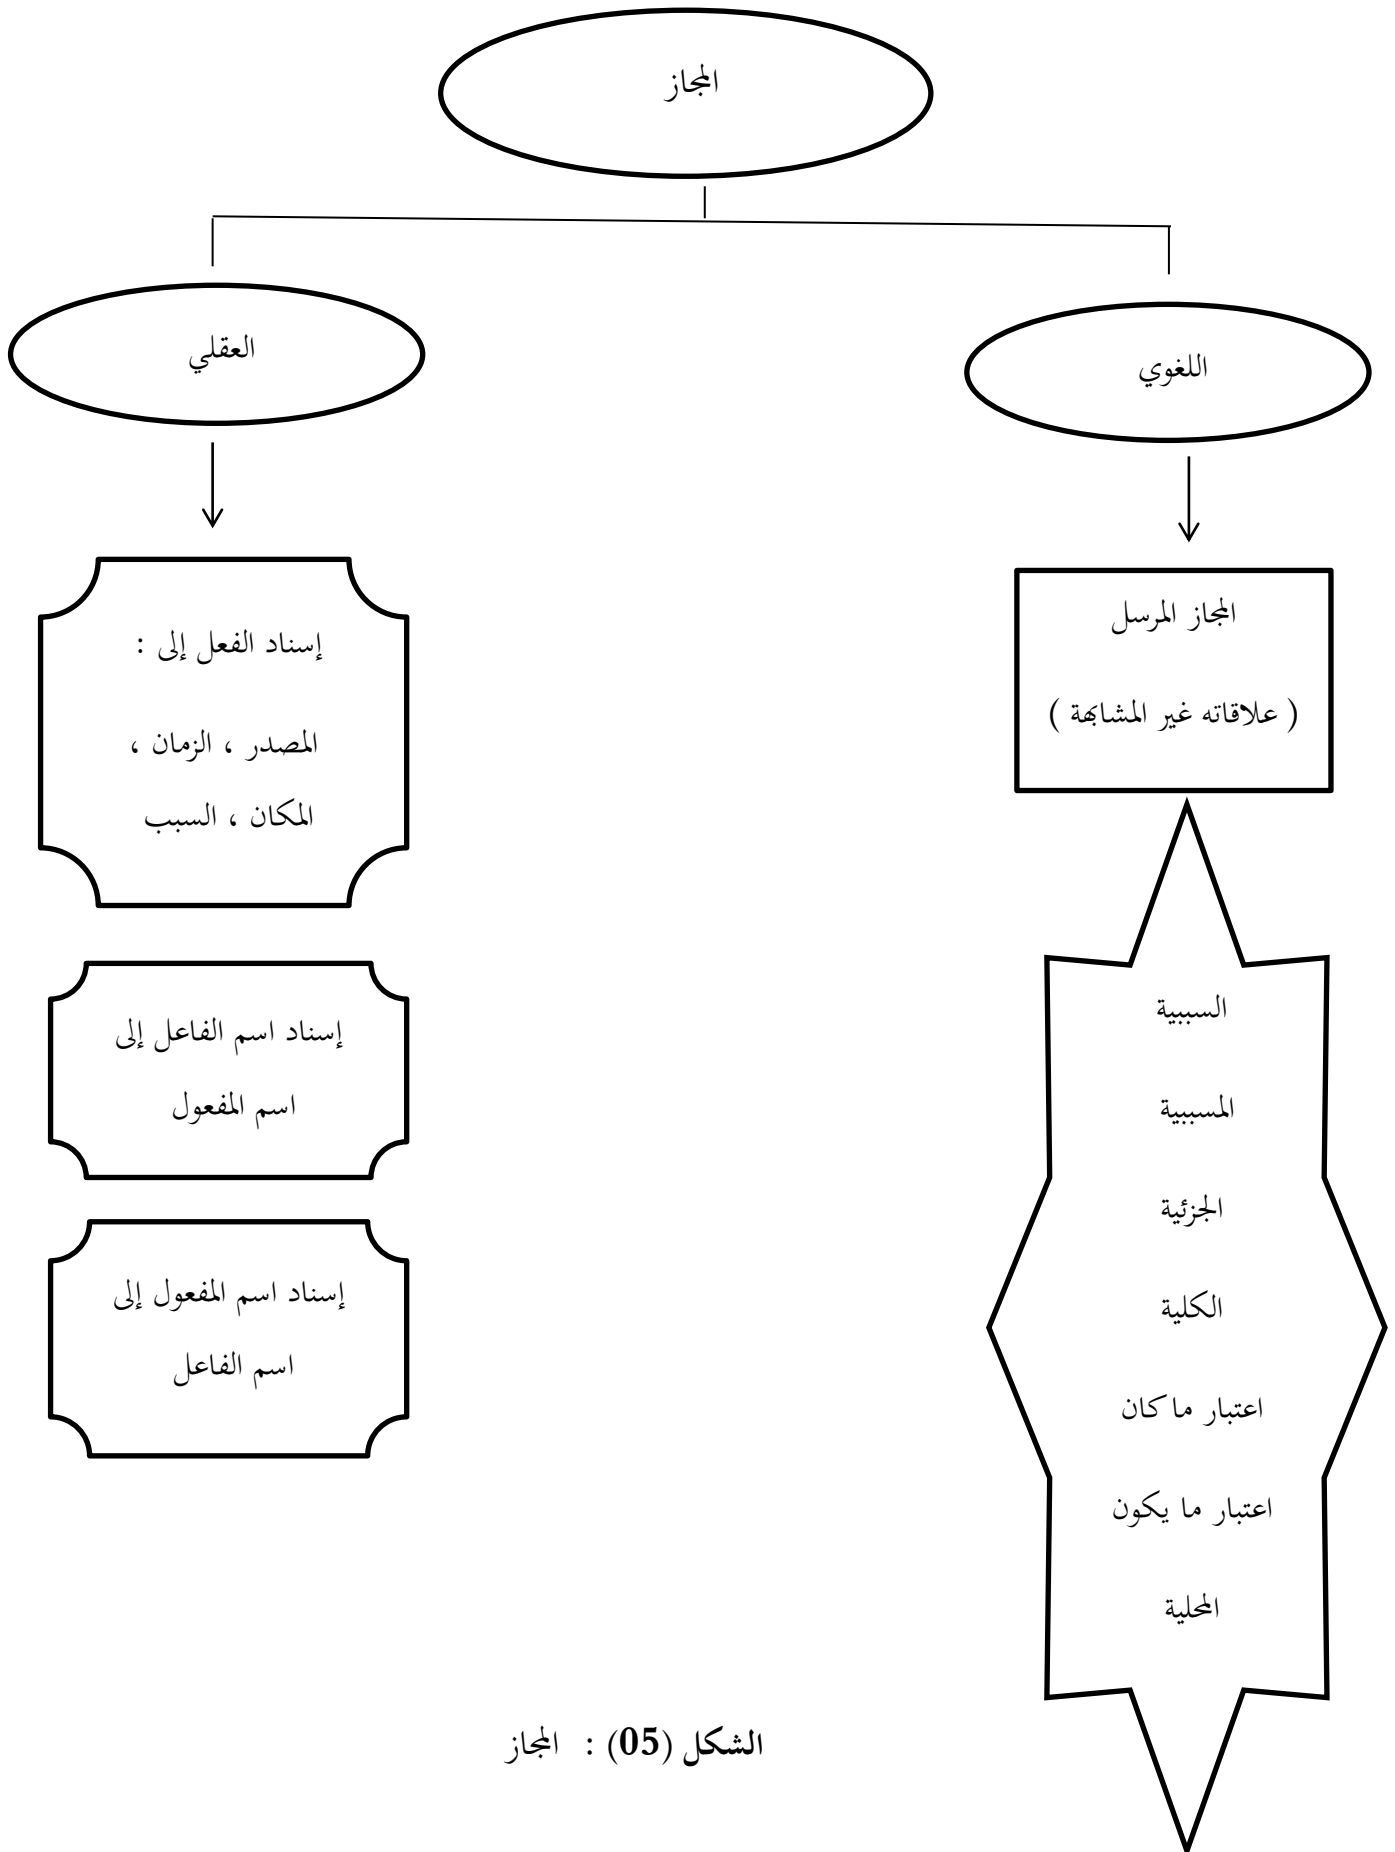 المجاز
اللغوي
العقلي
المجاز المرسل
( علاقاته غير المشابهة )
السببية
المسببية
الجزئية
الكلية
اعتبار ما كان
اعتبار ما يكون
المحلية
إسناد الفعل إلى :
المصدر ، الزمان ،
المكان ، السبب
إسناد اسم الفاعل إلى
اسم المفعول
إسناد اسم المفعول إلى
اسم الفاعل
الشكل (05) : المجاز